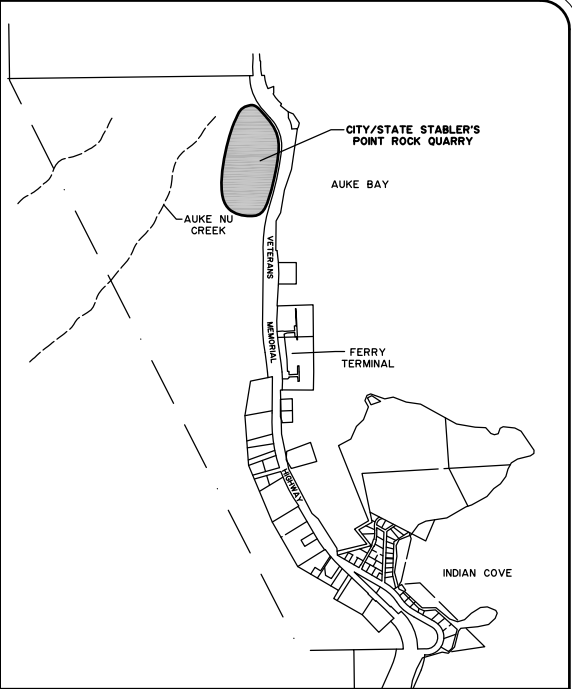 CITY/STATE STABLER'S
POINT ROCK QUARRY
AUKE BAY
AUKE NU
CREEK
VETERANS
MEMORIAL
HIGHWAY
FERRY
TERMINAL
INDIAN COVE